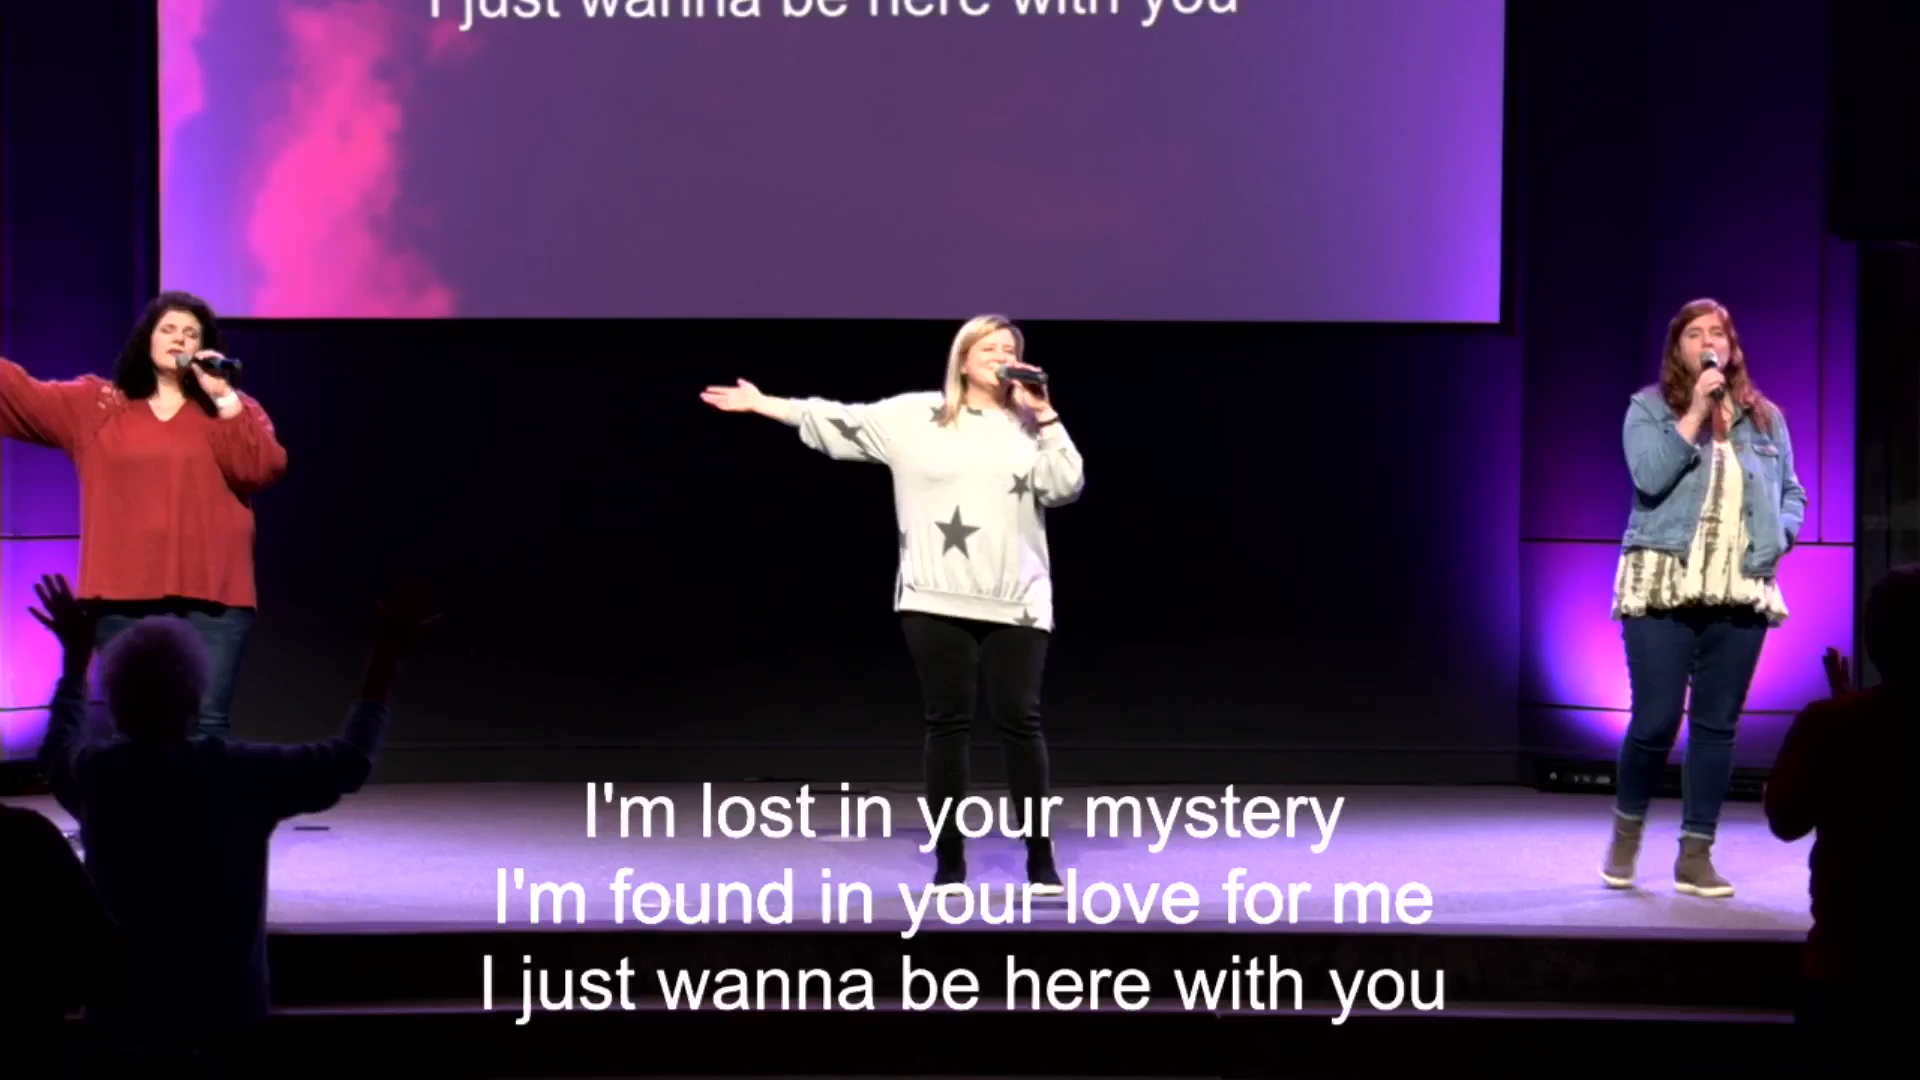 I just wanna be here with you
I'm lost in your mystery
I'm found in your love for me
I just wanna be here with you